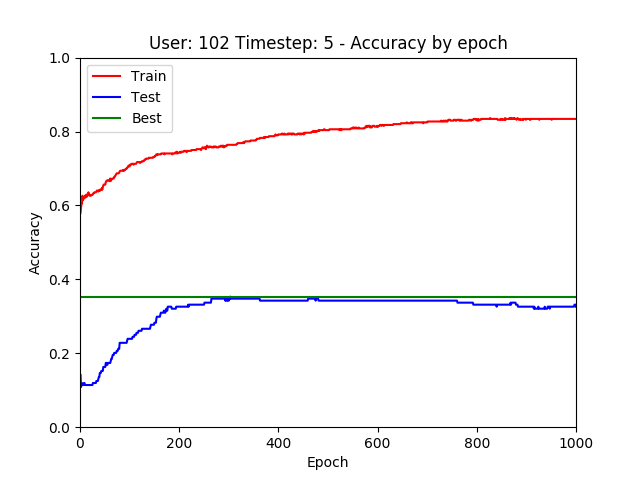 User: 102 Timestep: 5 - Accuracy by epoch
1.0
Train
Test
Best
0.8
0.6
Accuracy
0.4
0.2
0.0
0 200 400 600 800 1000
Epoch